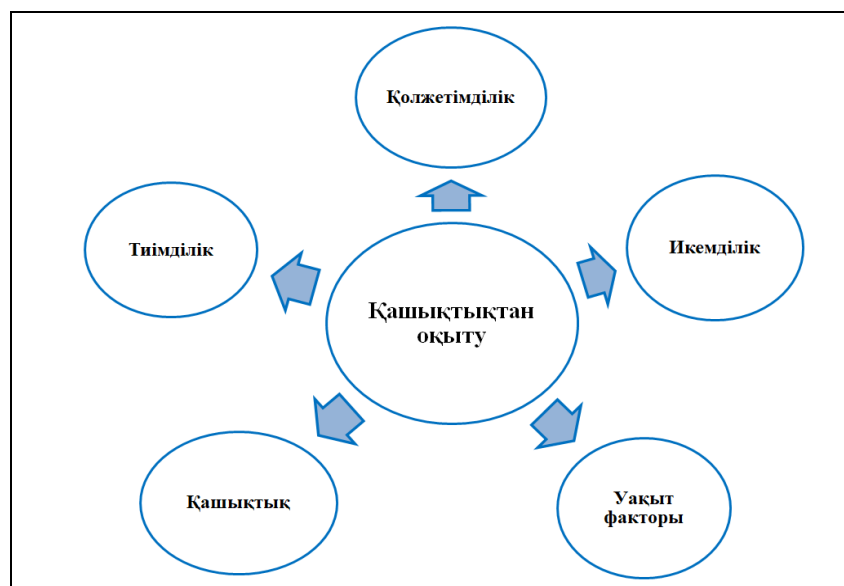 Қолжетімділік
Тиімділік
Икемділік
Қашықтықтан
оқыту
Қашықтық
Уақыт
факторы